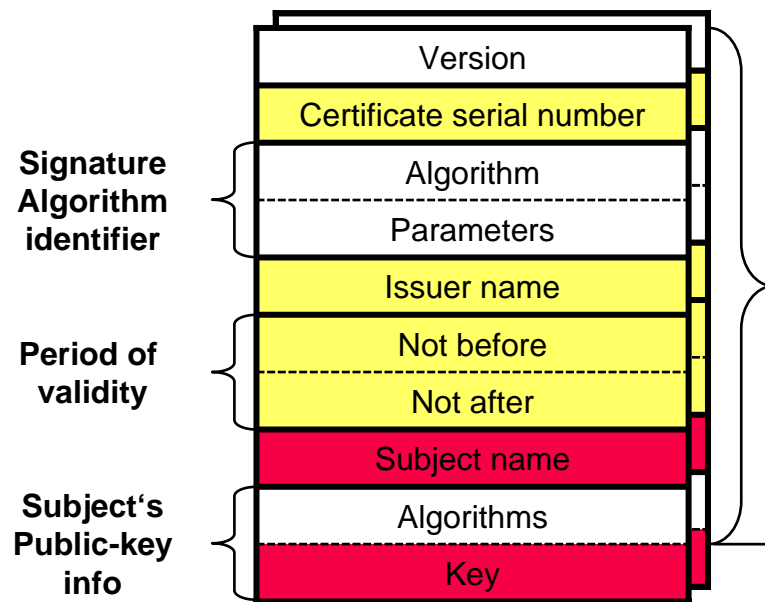 Version
Certificate serial number
Signature
Algorithm
identifier
Algorithm
Parameters
Issuer name
Period of
validity
Not before
Not after
Subject name
Subject‘s
Public-key
info
Algorithms
Key